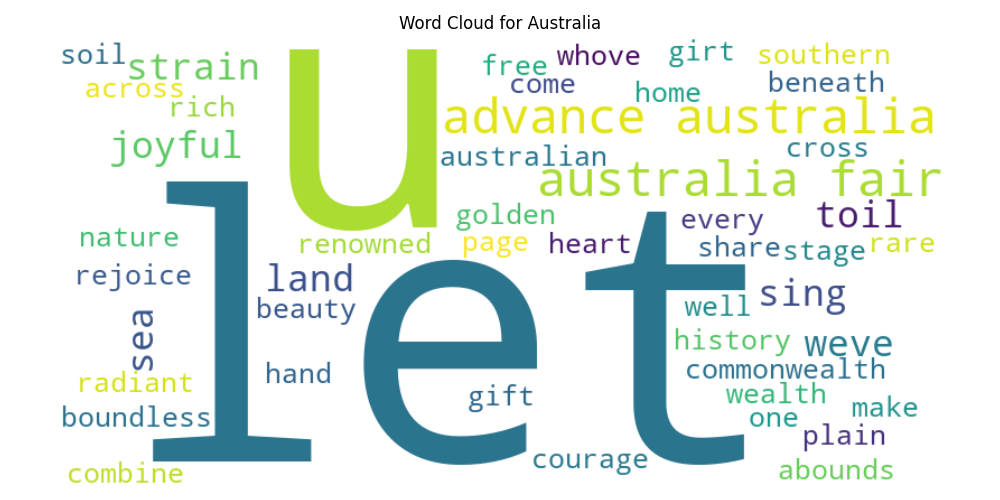 Word Cloud for Australia
soil
strain
across
rich
joyful
u
free
whove
girt
southern
come
home
beneath
advance australia
australian
cross
australia fair
let
golden
every
toil
nature
renowned
page
heart
share
stage
rare
rejoice
land
beauty
well
sing
sea
history
weve
hand
commonwealth
radiant
gift
wealth
make
boundless
one
plain
courage
combine
abounds